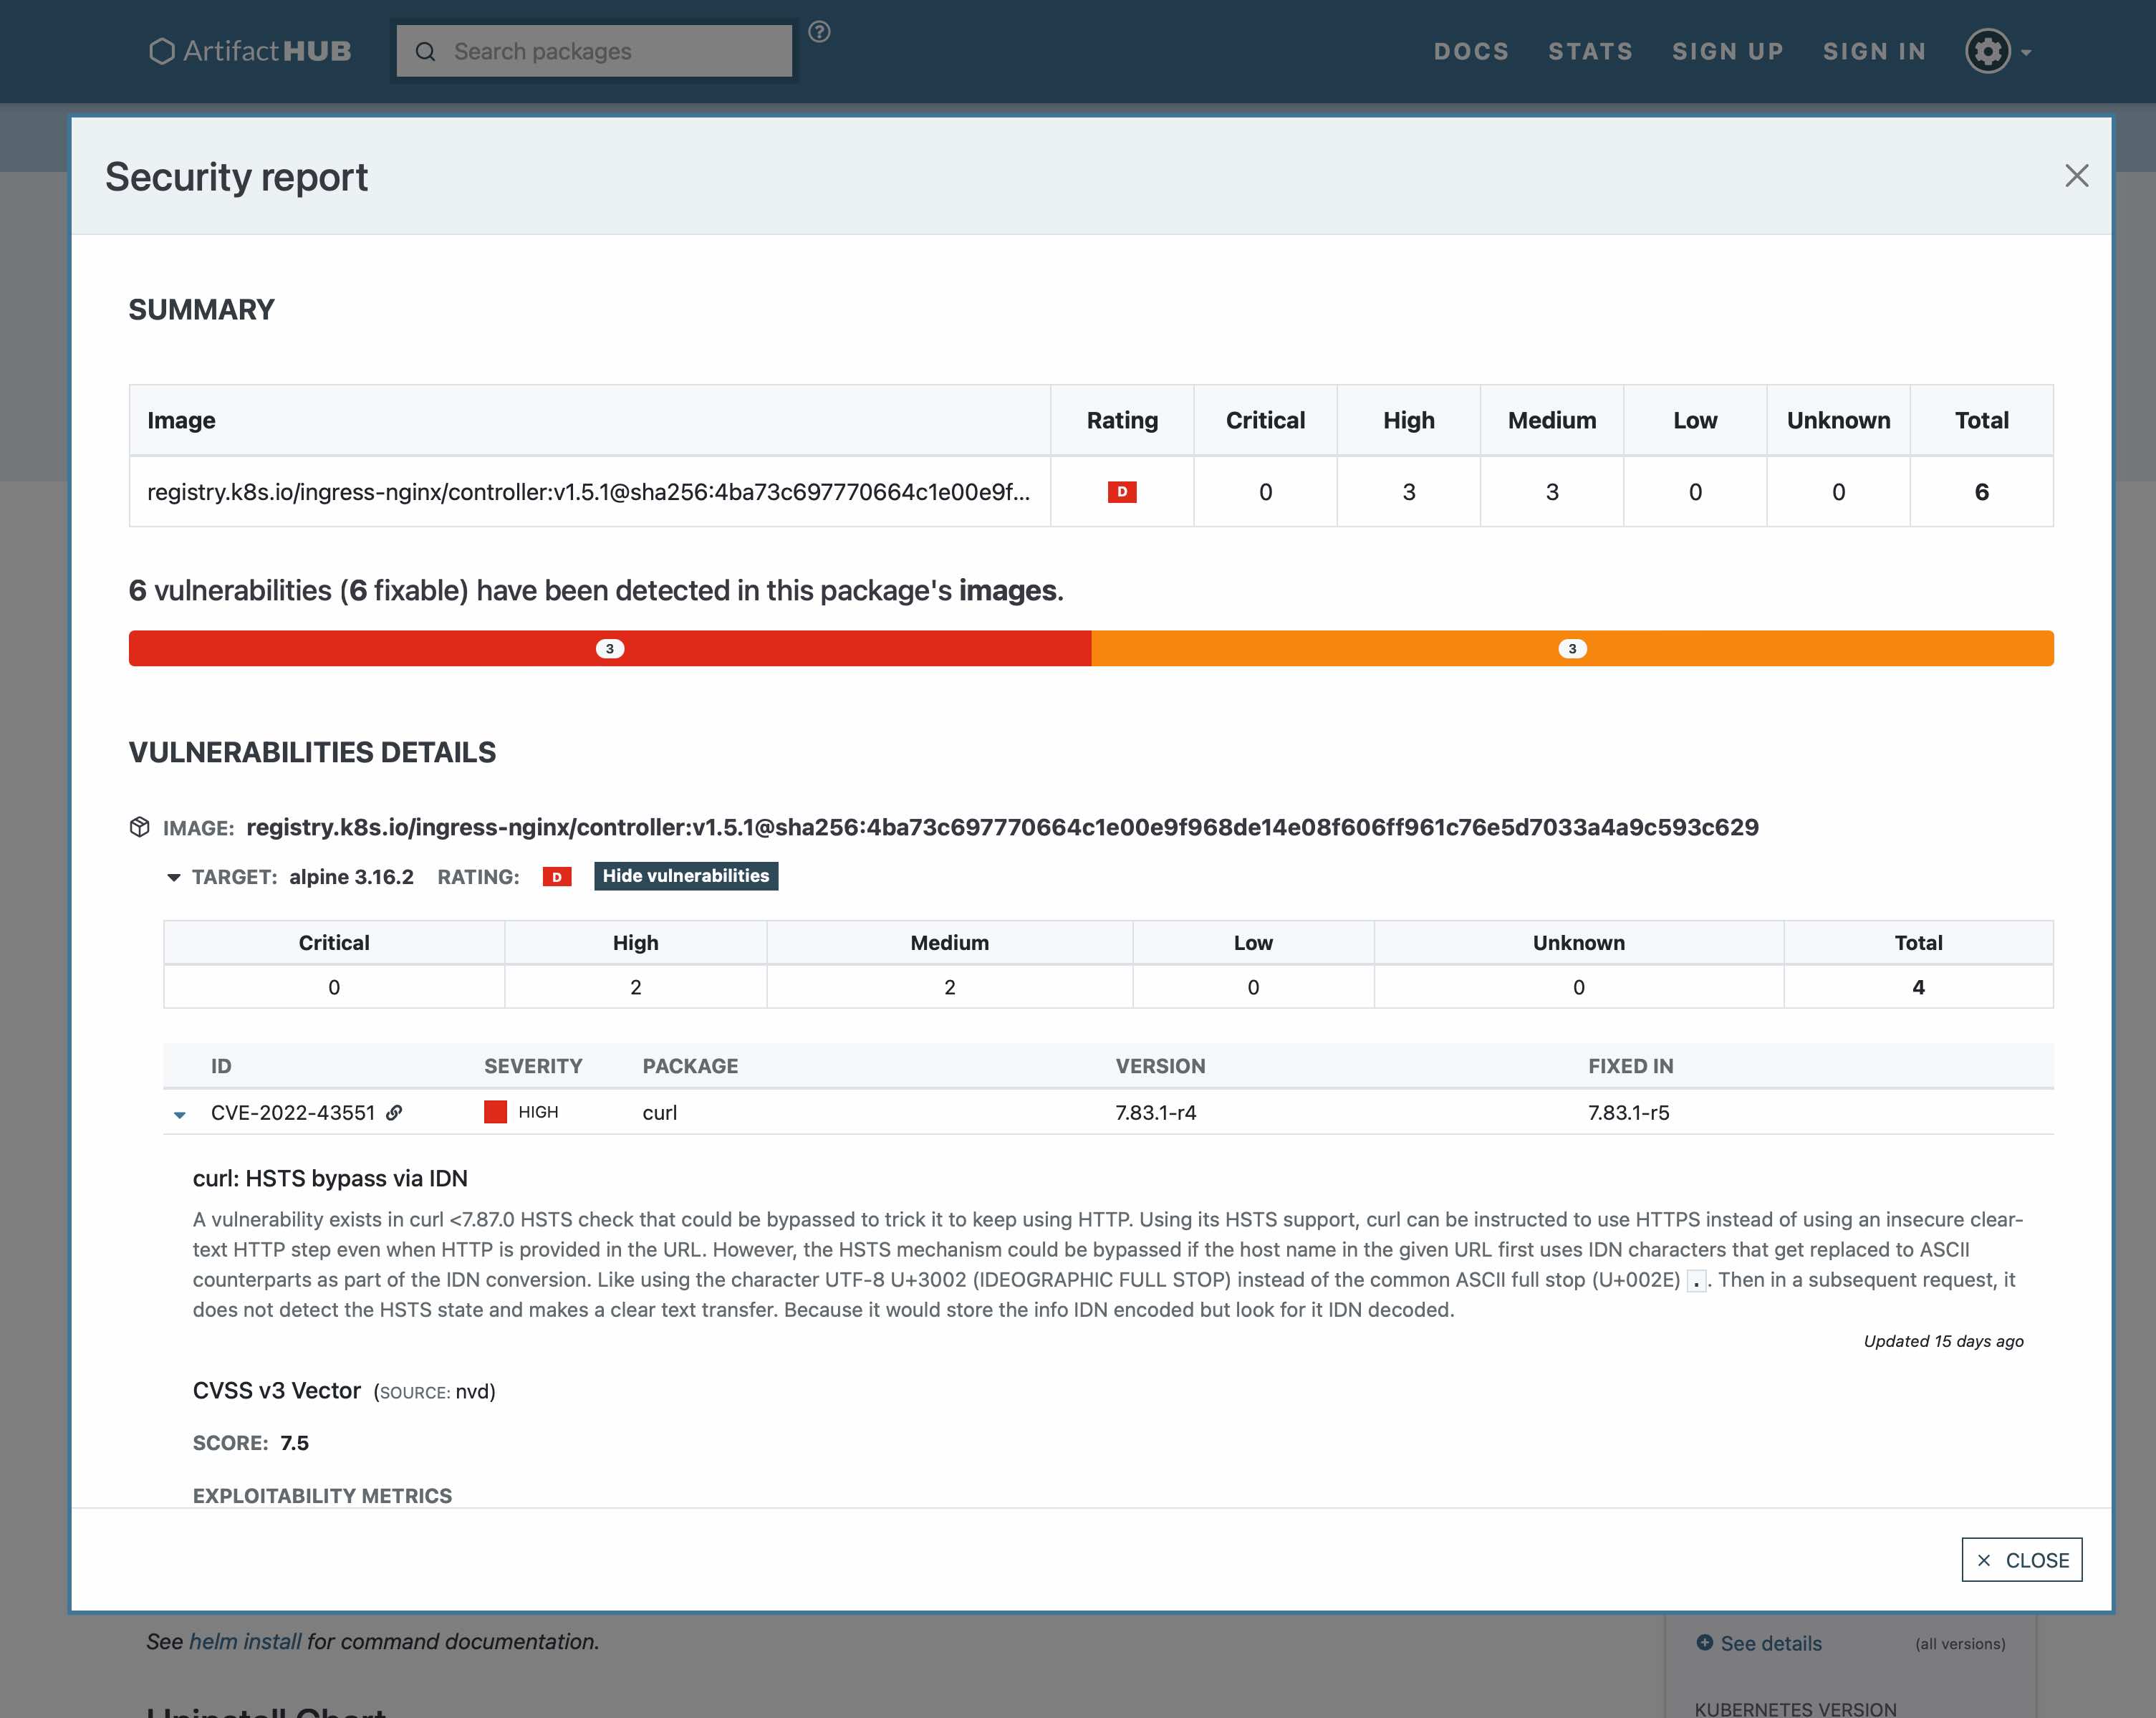 ArtifactHUB
Search packages
?
DOCS STATS SIGN UP SIGN IN
Security report
SUMMARY
Image Rating Critical High Medium Low Unknown Total
registry.k8s.io/ingress-nginx/controller:v1.5.1@sha256:4ba73c697770664c1e00e9f... D 0 3 3 0 0 6
6 vulnerabilities (6 fixable) have been detected in this package's images.
3 3
VULNERABILITIES DETAILS
IMAGE: registry.k8s.io/ingress-nginx/controller:v1.5.1@sha256:4ba73c697770664c1e00e9f968de14e08f606ff961c76e5d7033a4a9c593c629
TARGET: alpine 3.16.2 RATING: D Hide vulnerabilities
Critical High Medium Low Unknown Total
0 2 2 0 0 4
ID SEVERITY PACKAGE VERSION FIXED IN
CVE-2022-43551 HIGH curl 7.83.1-r4 7.83.1-r5
curl: HSTS bypass via IDN
A vulnerability exists in curl <7.87.0 HSTS check that could be bypassed to trick it to keep using HTTP. Using its HSTS support, curl can be instructed to use HTTPS instead of using an insecure clear-
text HTTP step even when HTTP is provided in the URL. However, the HSTS mechanism could be bypassed if the host name in the given URL first uses IDN characters that get replaced to ASCII
counterparts as part of the IDN conversion. Like using the character UTF-8 U+3002 (IDEOGRAPHIC FULL STOP) instead of the common ASCII full stop (U+002E) . . Then in a subsequent request, it
does not detect the HSTS state and makes a clear text transfer. Because it would store the info IDN encoded but look for it IDN decoded.
Updated 15 days ago
CVSS v3 Vector (SOURCE: nvd)
SCORE: 7.5
EXPLOITABILITY METRICS
CLOSE
See helm install for command documentation.
See details (all versions)
Uninstall Chart
KUBERNETES VERSION